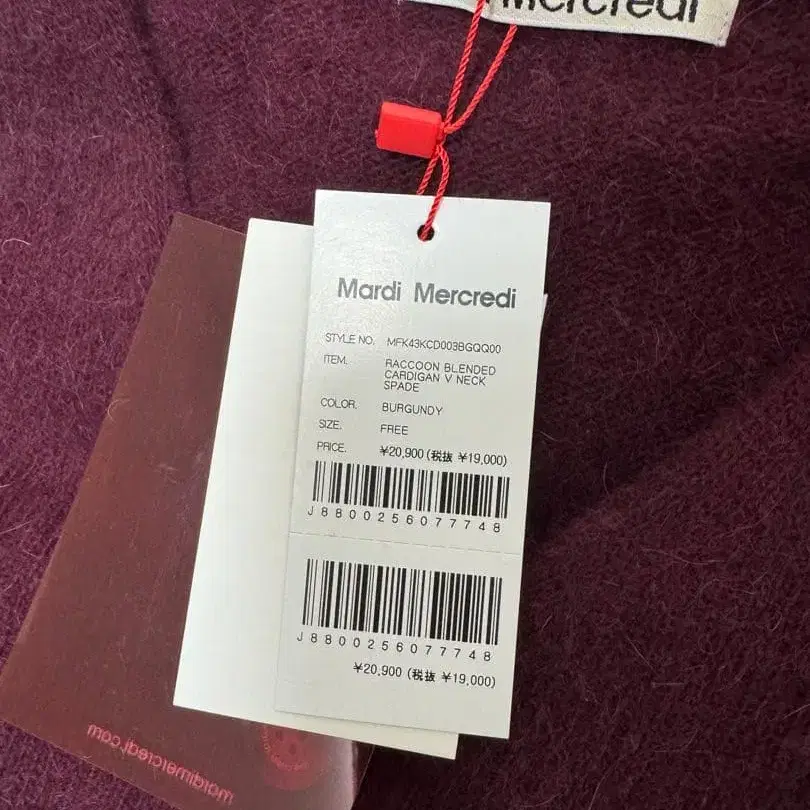 Mercredi
Mardi Mercredi
STYLE NO. MFK43KCD003BGQQ00
ITEM. RACCOON BLENDED
CARDIGAN V NECK
SPADE
COLOR. BURGUNDY
SIZE. FREE
PRICE. ¥20,900 (税抜 ¥19,000)
J8800256077748
J8800256077748
¥20,900 (税抜 ¥19,000)
mardimercredi.com